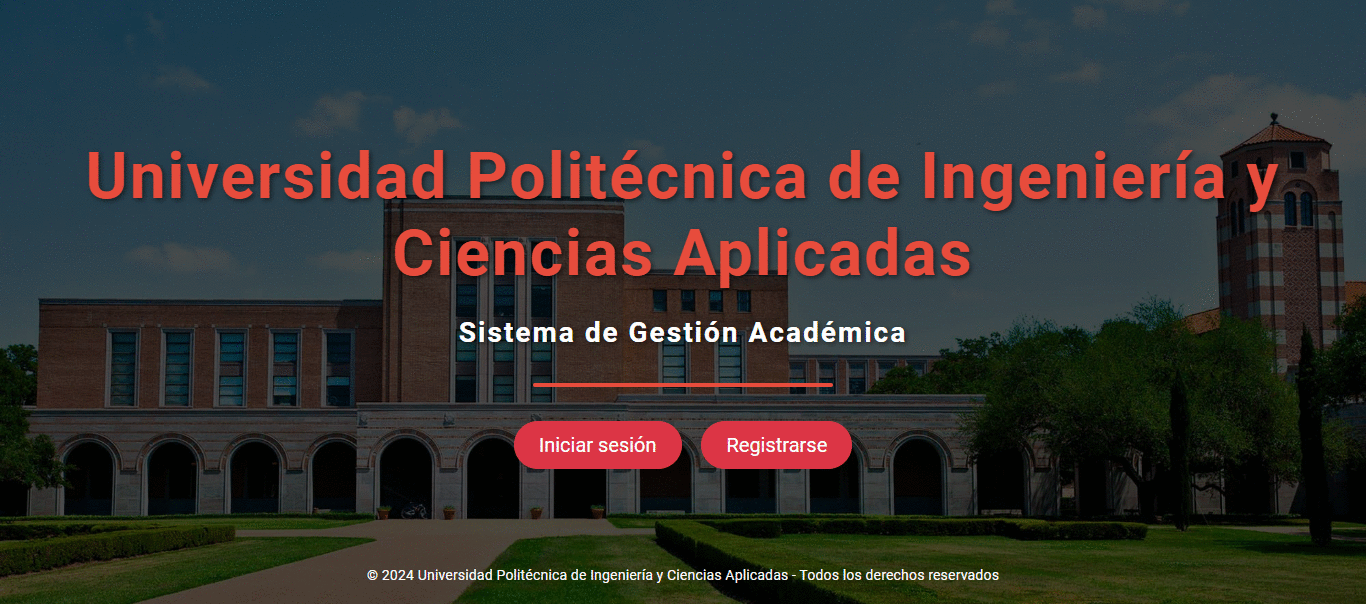 Universidad Politécnica de Ingeniería y
Ciencias Aplicadas
Sistema de Gestión Académica
Iniciar sesión
Registrarse
© 2024 Universidad Politécnica de Ingeniería y Ciencias Aplicadas - Todos los derechos reservados